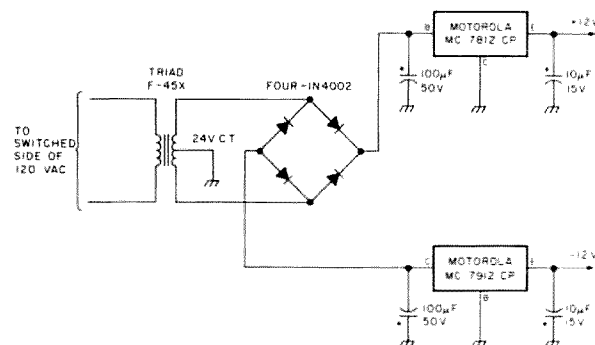 MOTOROLA
MC 7812 CP
B
E
C
+12V
100µF
50V
10µF
15V
TRIAD
F-45X
FOUR-IN4002
24V C T
TO
SWITCHED
SIDE OF
120 VAC
MOTOROLA
MC 7912 CP
C
E
B
-12V
100µF
50V
10µF
15V